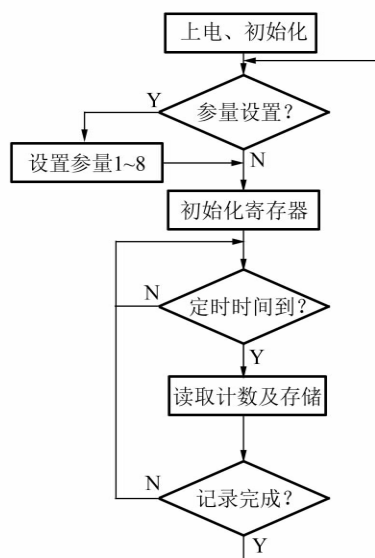 上电、初始化
参量设置?
Y
设置参量1~8
N
初始化寄存器
定时时间到?
N
Y
读取计数及存储
记录完成?
N
Y